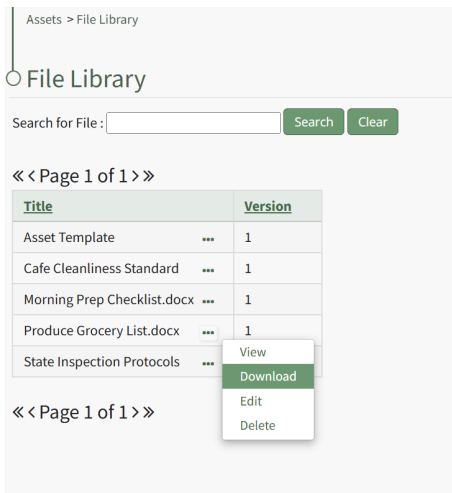 Assets > File Library
File Library
Search for File : Search Clear
≪ < Page 1 of 1 > ≫
Title Version
Asset Template ... 1
Cafe Cleanliness Standard ... 1
Morning Prep Checklist.docx ... 1
Produce Grocery List.docx ... 1
State Inspection Protocols ...
View
Download
Edit
Delete
≪ < Page 1 of 1 > ≫